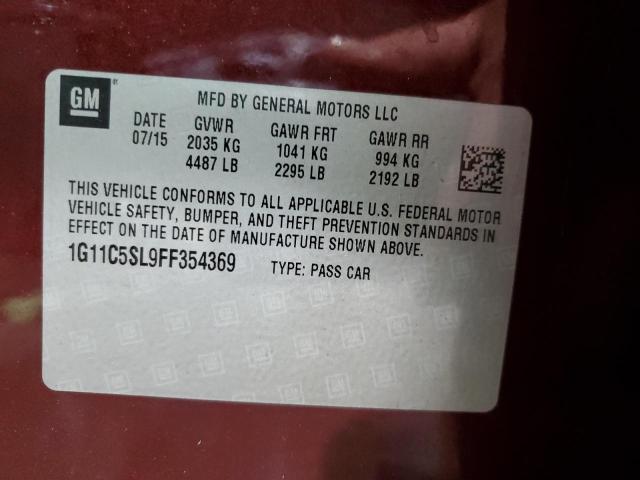 GM
MFD BY GENERAL MOTORS LLC
DATE GVWR GAWR FRT GAWR RR
07/15 2035 KG 1041 KG 994 KG
4487 LB 2295 LB 2192 LB
THIS VEHICLE CONFORMS TO ALL APPLICABLE U.S. FEDERAL MOTOR
VEHICLE SAFETY, BUMPER, AND THEFT PREVENTION STANDARDS IN
EFFECT ON THE DATE OF MANUFACTURE SHOWN ABOVE.
1G11C5SL9FF354369 TYPE: PASS CAR